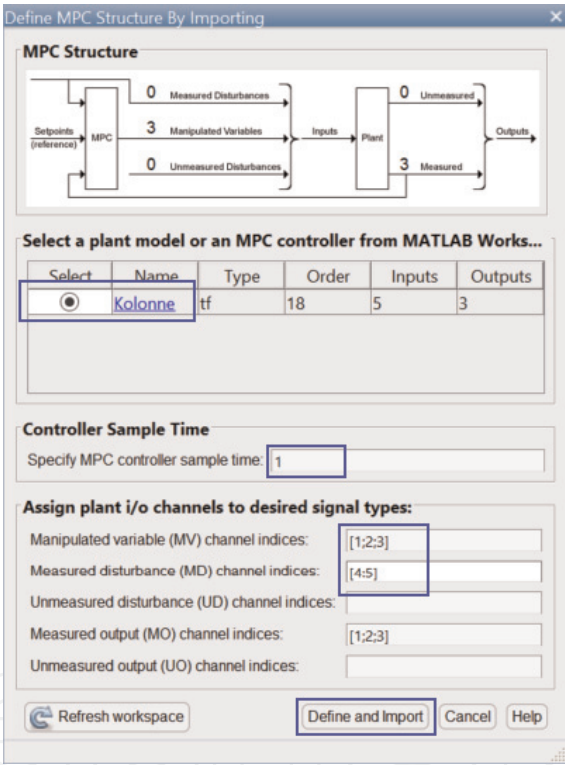 Define MPC Structure By Importing ×
MPC Structure
0 Measured Disturbances
0 Unmeasured
Setpoints (reference)
MPC
3 Manipulated Variables
Inputs
Plant
Outputs
0 Unmeasured Disturbances
3 Measured
Select a plant model or an MPC controller from MATLAB Works...
Select Name Type Order Inputs Outputs
Kolonne tf 18 5 3
Controller Sample Time
Specify MPC controller sample time: 1
Assign plant i/o channels to desired signal types:
Manipulated variable (MV) channel indices: [1;2;3]
Measured disturbance (MD) channel indices: [4:5]
Unmeasured disturbance (UD) channel indices:
Measured output (MO) channel indices: [1;2;3]
Unmeasured output (UO) channel indices:
Refresh workspace Define and Import Cancel Help